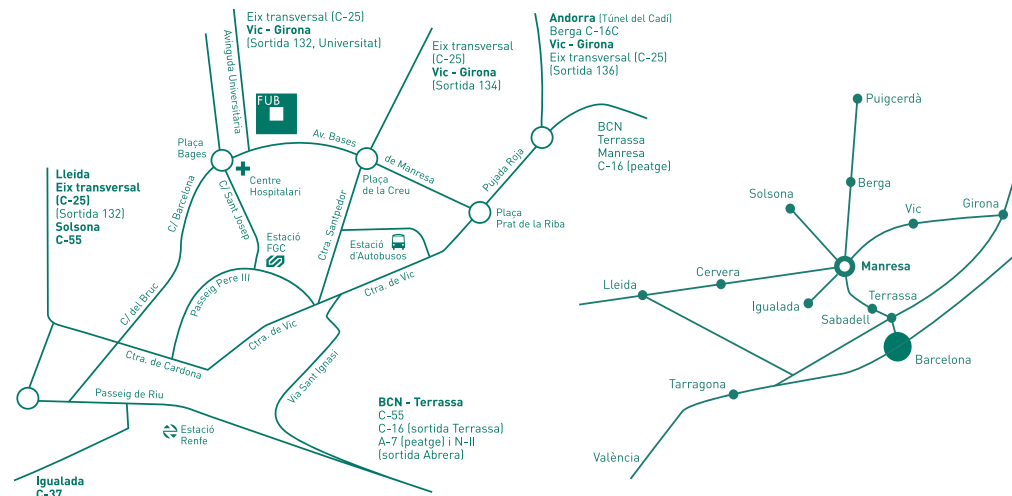 Eix transversal (C-25)
Vic - Girona
(Sortida 132, Universitat)
Avinguda Universitària
FUB
Eix transversal
(C-25)
Vic - Girona
(Sortida 134)
Andorra (Túnel del Cadí)
Berga C-16C
Vic - Girona
Eix transversal (C-25)
(Sortida 136)
BCN
Terrassa
Manresa
C-16 (peatge)
Plaça
Bages
Av. Bases
de Manresa
Pujada Roja
Centre
Hospitalari
Plaça
de la Creu
Plaça
Prat de la Riba
Lleida
Eix transversal
(C-25)
(Sortida 132)
Solsona
C-55
C/ Barcelona
C/ Sant Josep
Estació
FGC
Ctra. Santpedor
Estació
d'Autobusos
Ctra. de Vic
Passeig Pere III
C/ del Bruc
Ctra. de Vic
Ctra. de Cardona
Via Sant Ignasi
Passeig de Riu
Estació
Renfe
BCN - Terrassa
C-55
C-16 (sortida Terrassa)
A-7 (peatge) i N-II
(sortida Abrera)
Igualada
C-37
Puigcerdà
Berga
Solsona
Vic
Girona
Manresa
Cervera
Lleida
Igualada
Terrassa
Sabadell
Barcelona
Tarragona
València